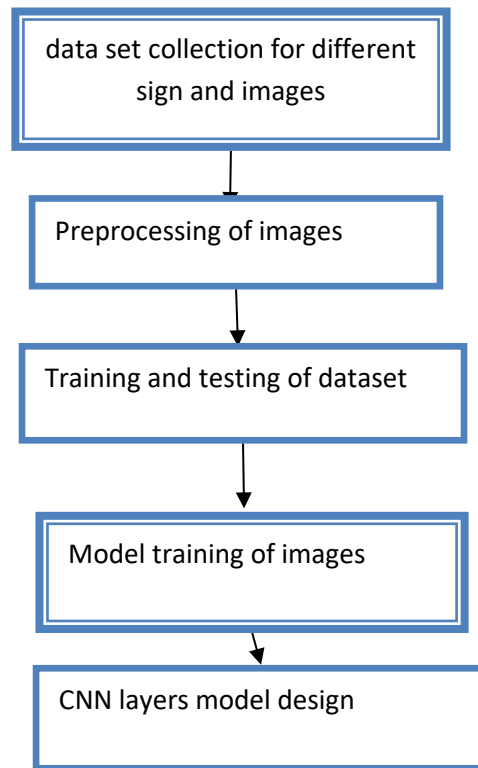 data set collection for different
sign and images
Preprocessing of images
Training and testing of dataset
Model training of images
CNN layers model design